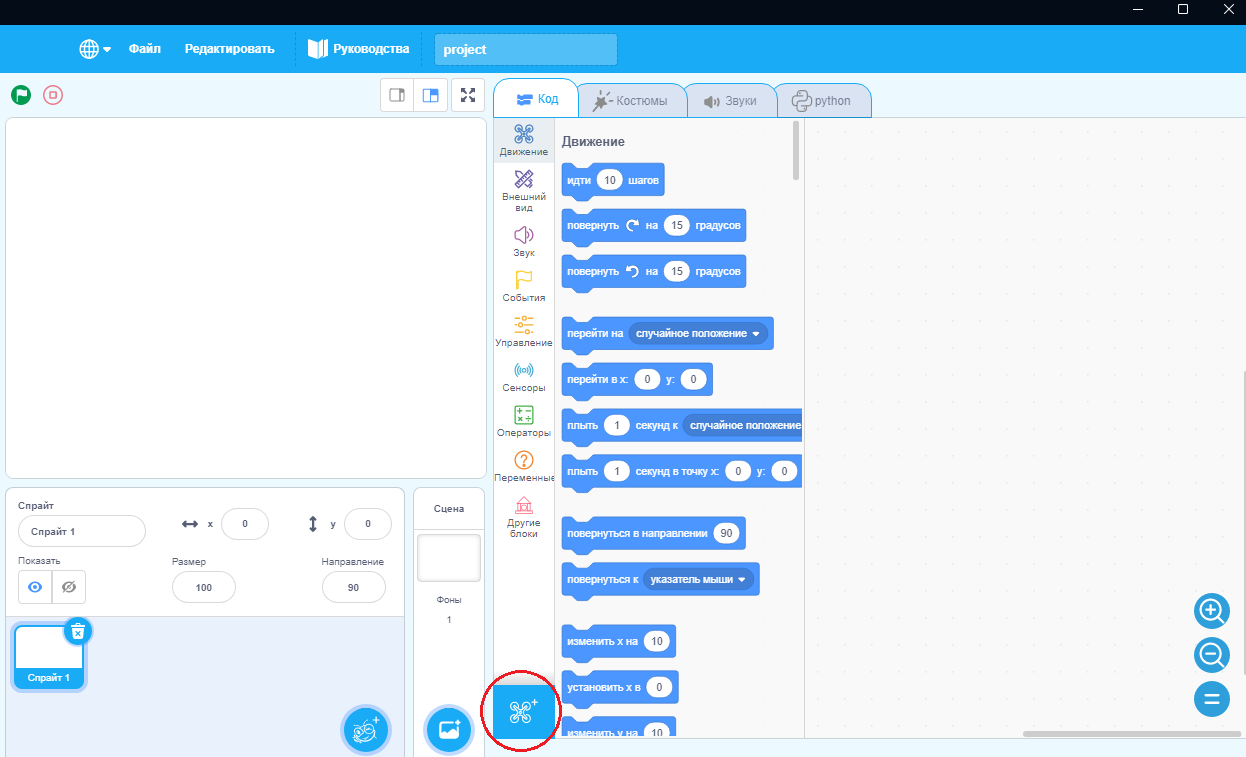 Файл Редактировать Руководства project
Код Костюмы Звуки python
Движение
Внешний
вид
Звук
События
Управление
Сенсоры
Операторы
Переменные
Другие
блоки
Движение
идти 10 шагов
повернуть на 15 градусов
повернуть на 15 градусов
перейти на случайное положение
перейти в x: 0 y: 0
плыть 1 секунд к случайное положение
плыть 1 секунд в точку x: 0 y: 0
повернуться в направлении 90
повернуться к указатель мыши
изменить x на 10
установить x в 0
изменить y на 10
Спрайт
Спрайт 1 x 0 y 0
Показать Размер Направление
100 90
Спрайт 1
Сцена
Фоны
1